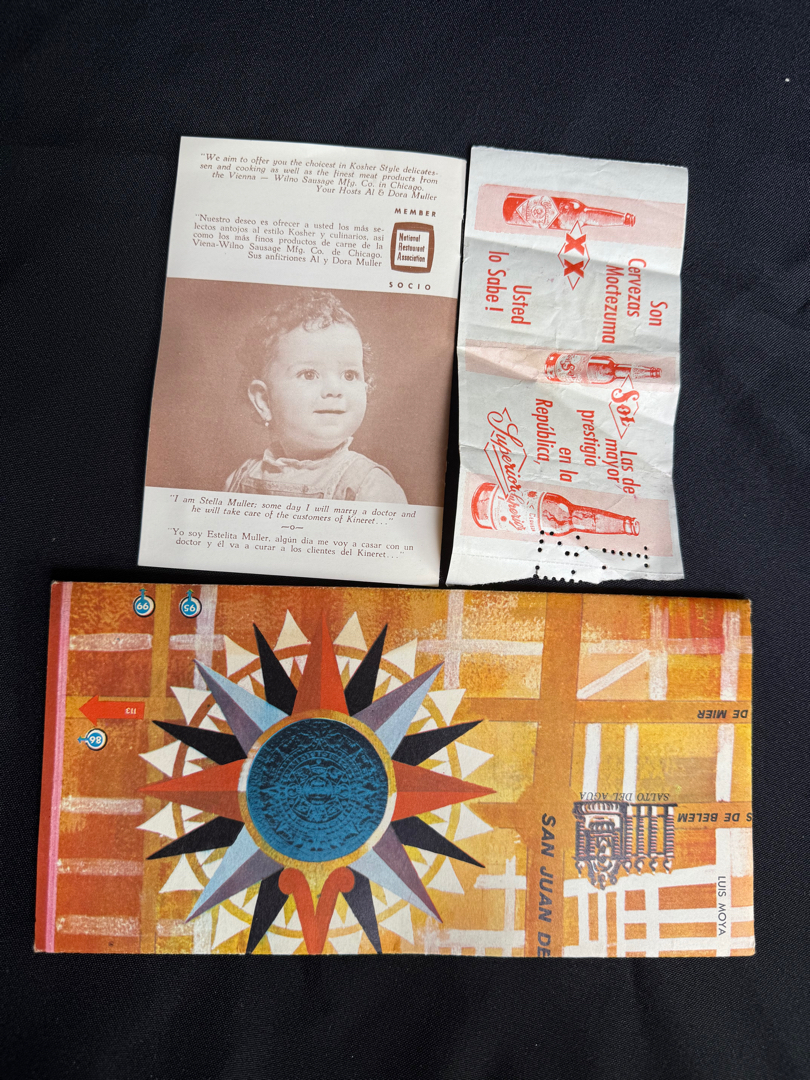 "We aim to offer you the choicest in Kosher Style delicates-
sen and cooking as well as the finest meat products from
the Vienna — Wilno Sausage Mfg. Co. in Chicago.
Your Hosts Al & Dora Muller
MEMBER
"Nuestro deseo es ofrecer a usted los más se-
lectos antojos al estilo Kosher y culinarios, así
como los más finos productos de carne de la
Viena-Wilno Sausage Mfg. Co. de Chicago.
Sus anfitriones Al y Dora Muller
National
Restaurant
Association
SOCIO
"I am Stella Muller; some day I will marry a doctor and
he will take care of the customers of Kineret..."
—o—
"Yo soy Estelita Muller, algún día me voy a casar con un
doctor y él va a curar a los clientes del Kineret..."
Son
Cervezas
Moctezuma
XX
Usted
lo Sabe!
Las de
mayor
prestigio
en la
República,
Sol
Superior
99
95
113
86
DE MIER
SALTO DEL AGUA
S DE BELEM
SAN JUAN DE
LUIS MOYA